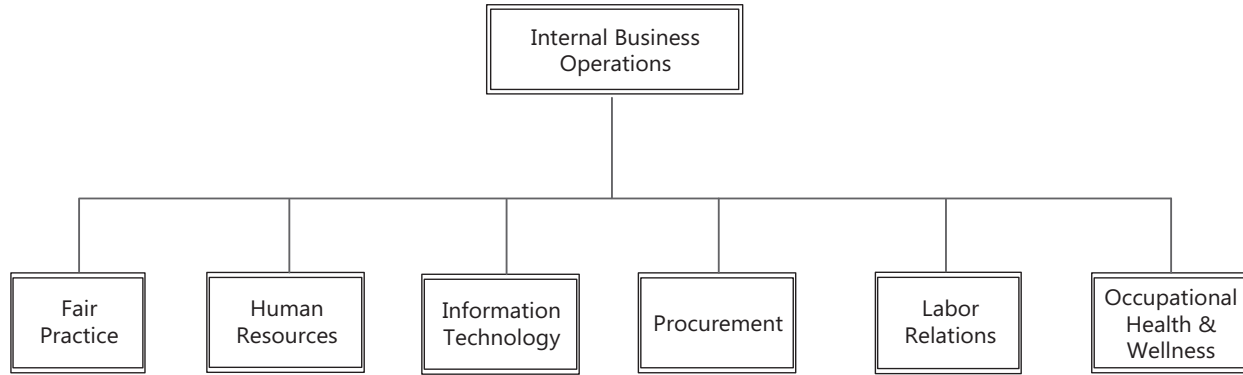 Internal Business
Operations
Fair
Practice
Human
Resources
Information
Technology
Procurement
Labor
Relations
Occupational
Health &
Wellness